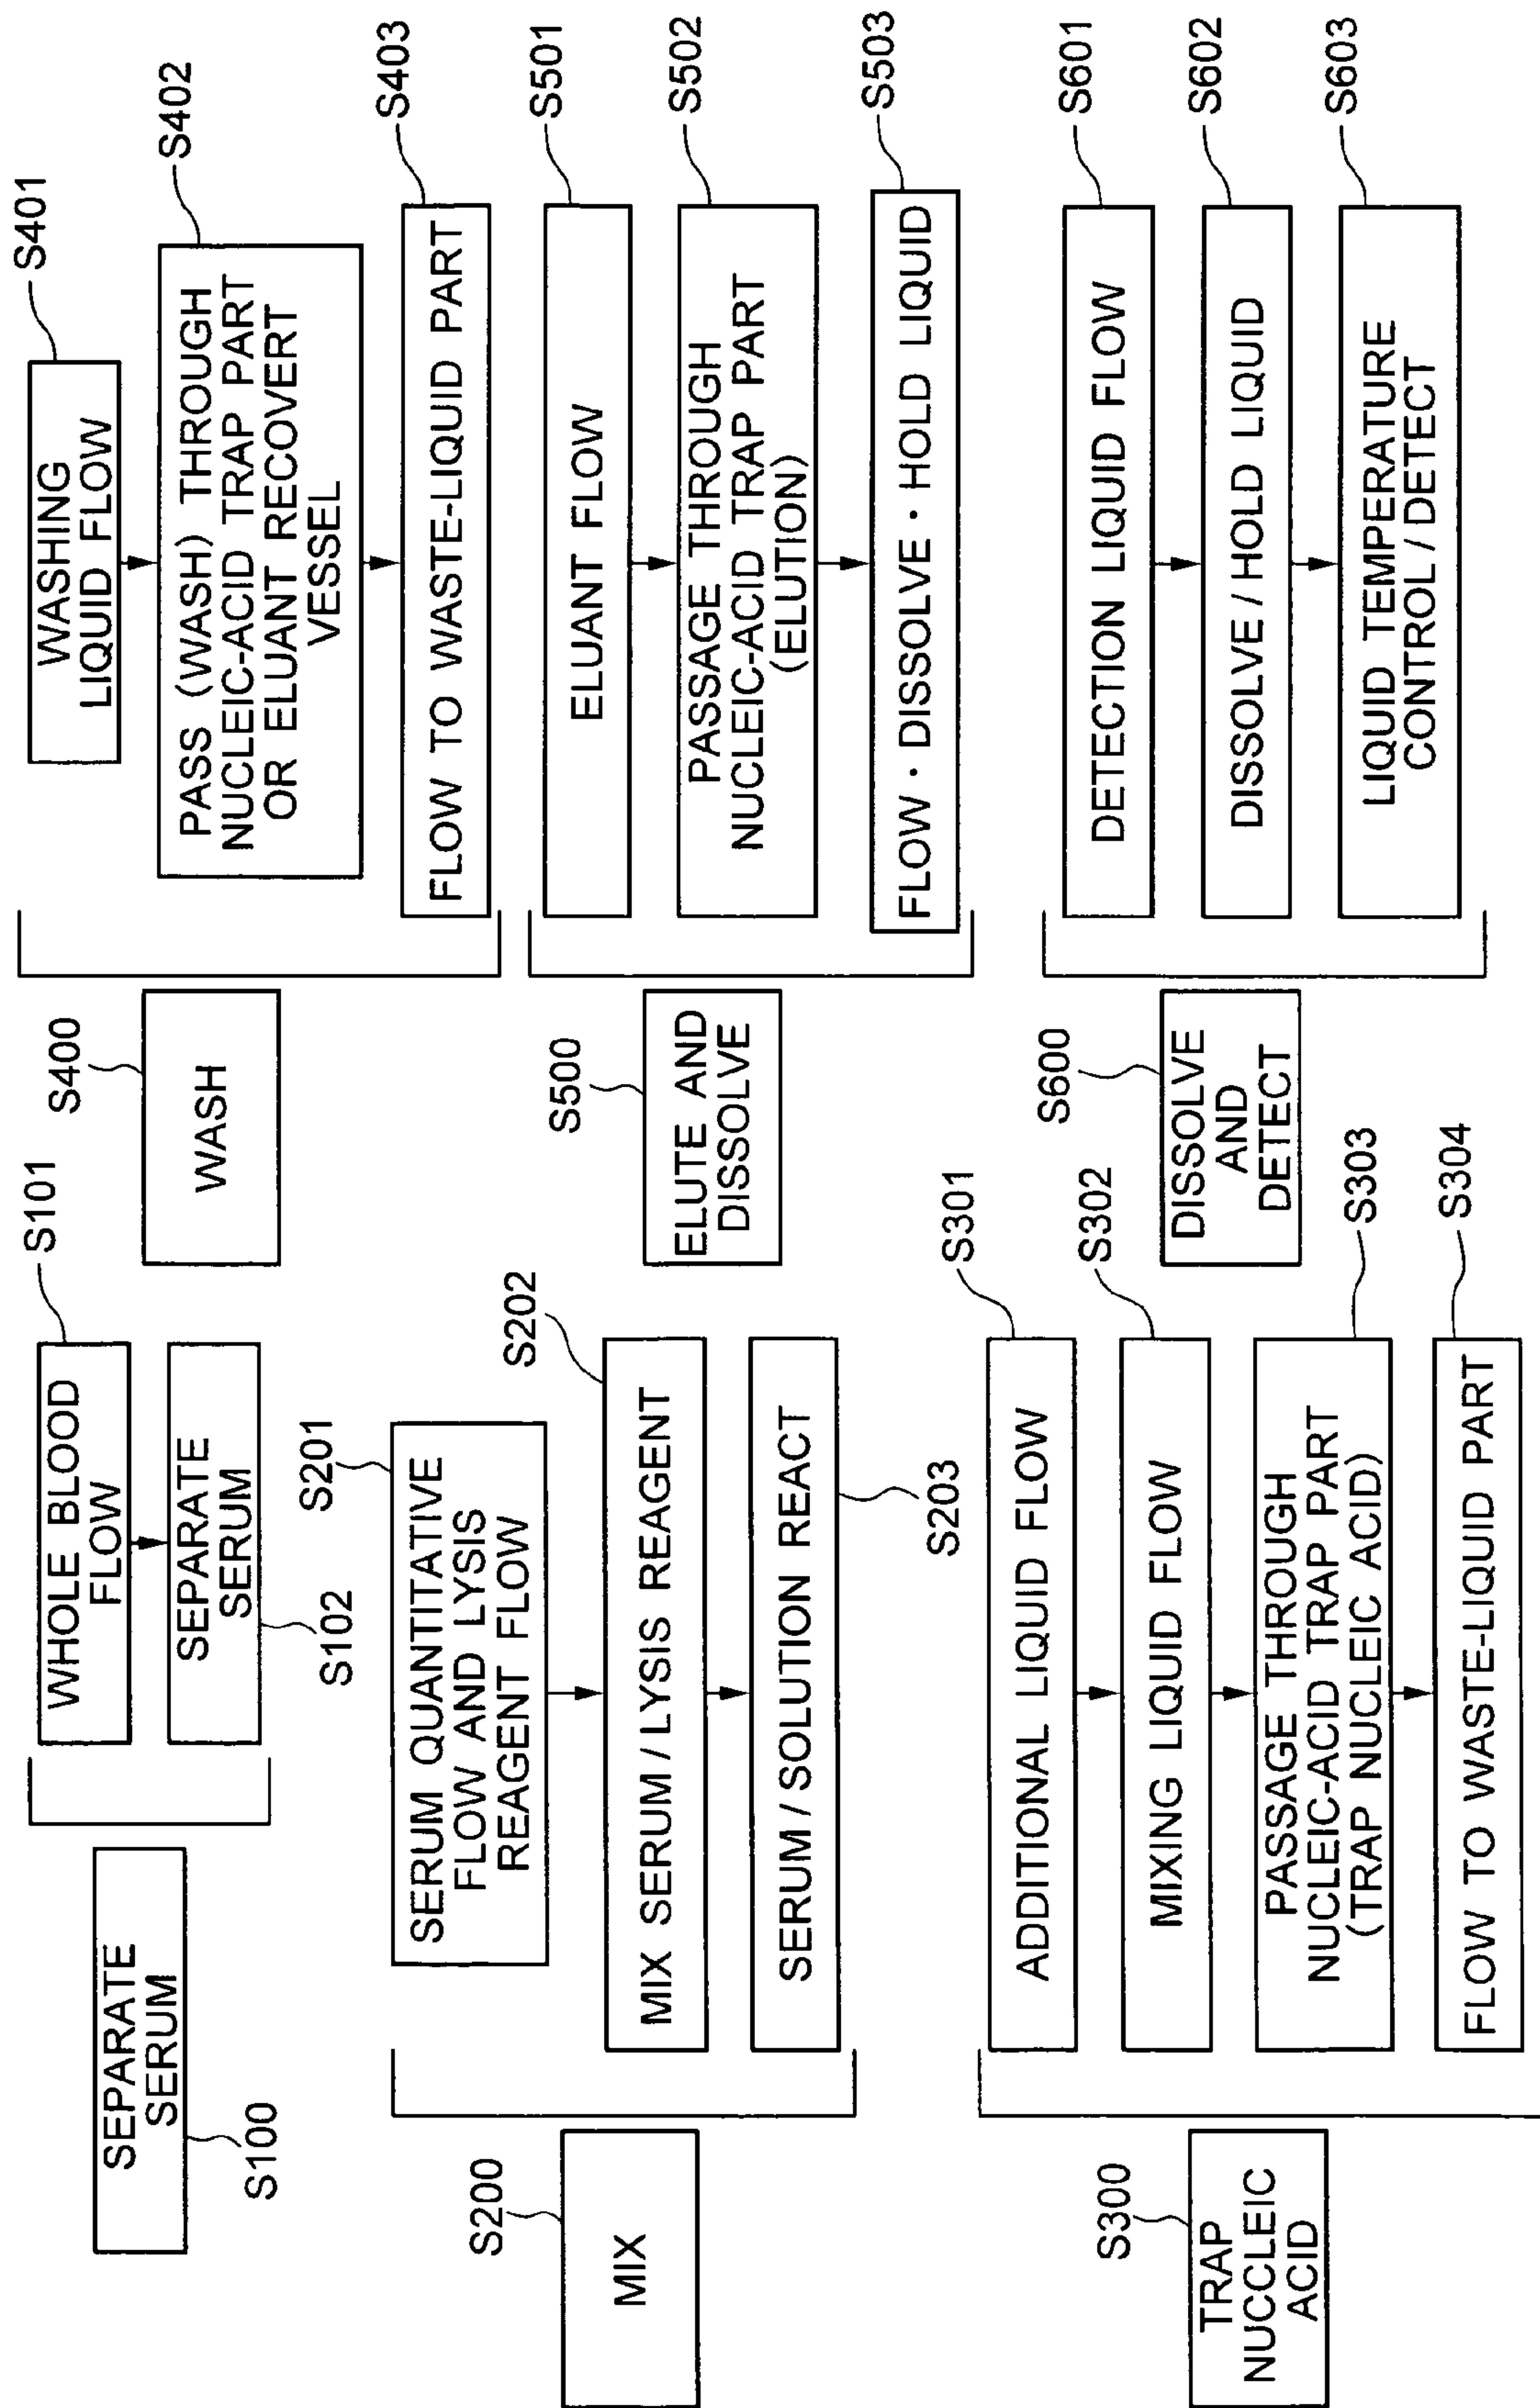 S100
SEPARATE
SERUM
WHOLE BLOOD
FLOW
S101
SEPARATE
SERUM
S102
S200
MIX
SERUM QUANTITATIVE
FLOW AND LYSIS
REAGENT FLOW
S201
MIX SERUM / LYSIS REAGENT
S202
SERUM / SOLUTION REACT
S203
S300
TRAP
NUCCLEIC
ACID
ADDITIONAL LIQUID FLOW
S301
MIXING LIQUID FLOW
S302
PASSAGE THROUGH
NUCLEIC-ACID TRAP PART
(TRAP NUCLEIC ACID)
S303
FLOW TO WASTE-LIQUID PART
S304
S400
WASH
WASHING
LIQUID FLOW
S401
PASS (WASH) THROUGH
NUCLEIC-ACID TRAP PART
OR ELUANT RECOVERT
VESSEL
S402
FLOW TO WASTE-LIQUID PART
S403
S500
ELUTE AND
DISSOLVE
ELUANT FLOW
S501
PASSAGE THROUGH
NUCLEIC-ACID TRAP PART
(ELUTION)
S502
FLOW · DISSOLVE · HOLD LIQUID
S503
S600
DISSOLVE
AND
DETECT
DETECTION LIQUID FLOW
S601
DISSOLVE / HOLD LIQUID
S602
LIQUID TEMPERATURE
CONTROL / DETECT
S603